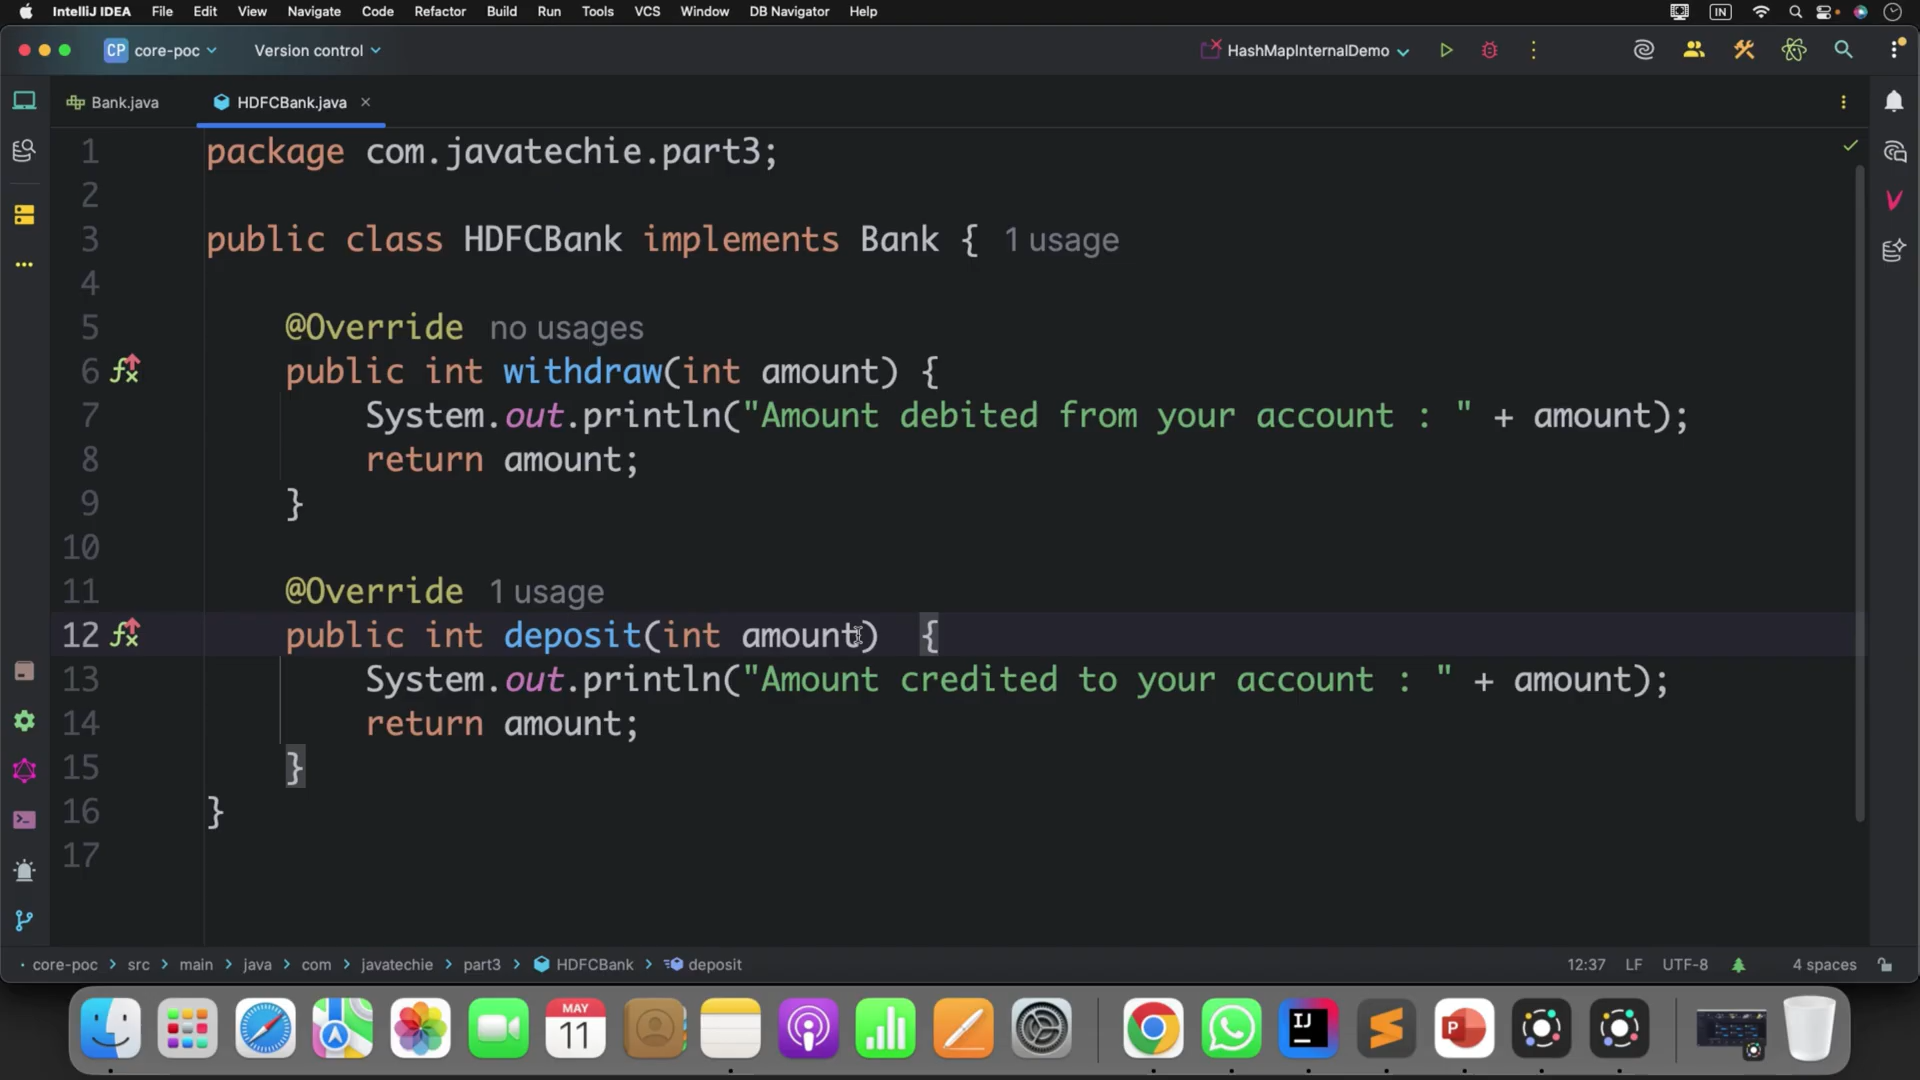 IntelliJ IDEA File Edit View Navigate Code Refactor Build Run Tools VCS Window DB Navigator Help IN
CP core-poc Version control HashMapInternalDemo
Bank.java HDFCBank.java
1 package com.javatechie.part3;
2
3 public class HDFCBank implements Bank { 1 usage
4
5 @Override no usages
6 public int withdraw(int amount) {
7 System.out.println("Amount debited from your account : " + amount);
8 return amount;
9 }
10
11 @Override 1 usage
12 public int deposit(int amount)  {
13 System.out.println("Amount credited to your account : " + amount);
14 return amount;
15 }
16 }
17
core-poc > src > main > java > com > javatechie > part3 > HDFCBank > deposit 12:37 LF UTF-8 4 spaces
MAY
11
IJ
P